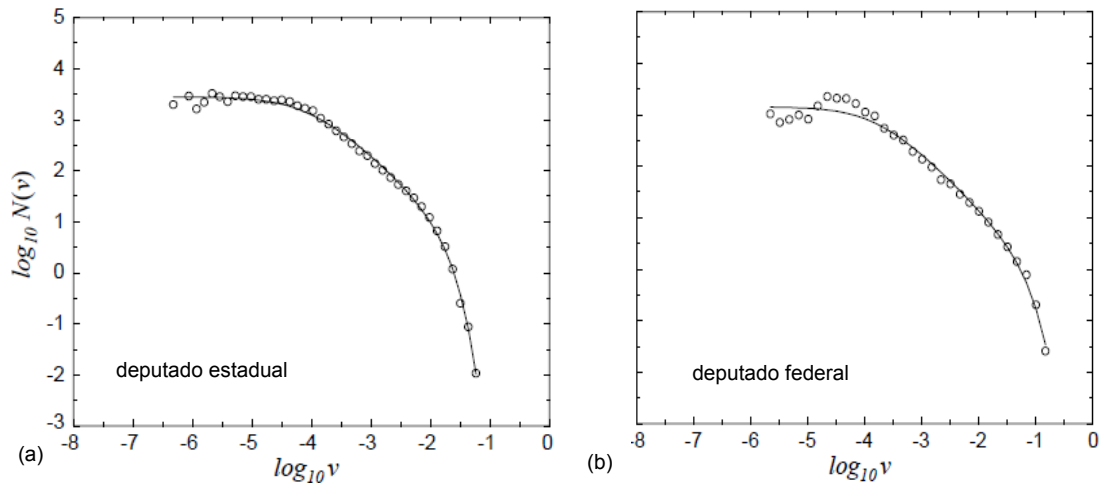 5
4
3
2
1
0
-1
-2
-3
log₁₀ N(v)
deputado estadual
-8 -7 -6 -5 -4 -3 -2 -1 0
log₁₀ v
(a)
deputado federal
-8 -7 -6 -5 -4 -3 -2 -1 0
log₁₀ v
(b)